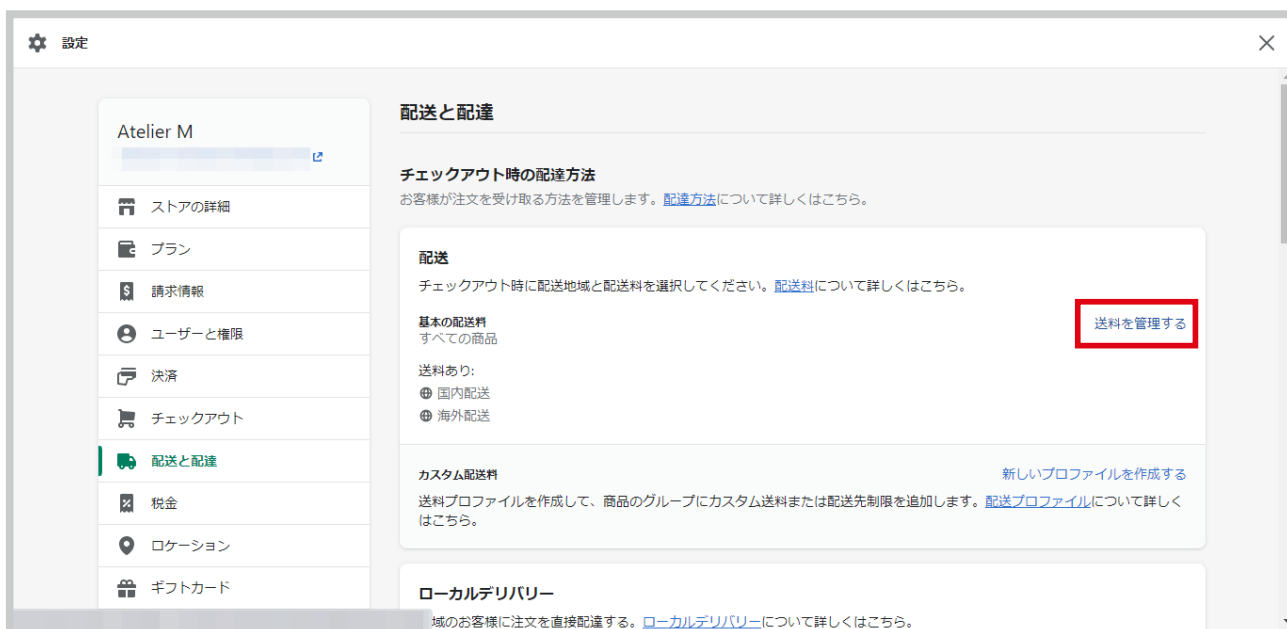 設定
Atelier M
ストアの詳細
プラン
請求情報
ユーザーと権限
決済
チェックアウト
配送と配達
税金
ロケーション
ギフトカード
配送と配達
チェックアウト時の配達方法
お客様が注文を受け取る方法を管理します。配達方法について詳しくはこちら。
配送
チェックアウト時に配送地域と配送料を選択してください。配送料について詳しくはこちら。
基本の配送料
すべての商品
送料を管理する
送料あり:
国内配送
海外配送
カスタム配送料
新しいプロファイルを作成する
送料プロファイルを作成して、商品のグループにカスタム送料または配送先制限を追加します。配送プロファイルについて詳しく
はこちら。
ローカルデリバリー
域のお客様に注文を直接配達する。ローカルデリバリーについて詳しくはこちら。